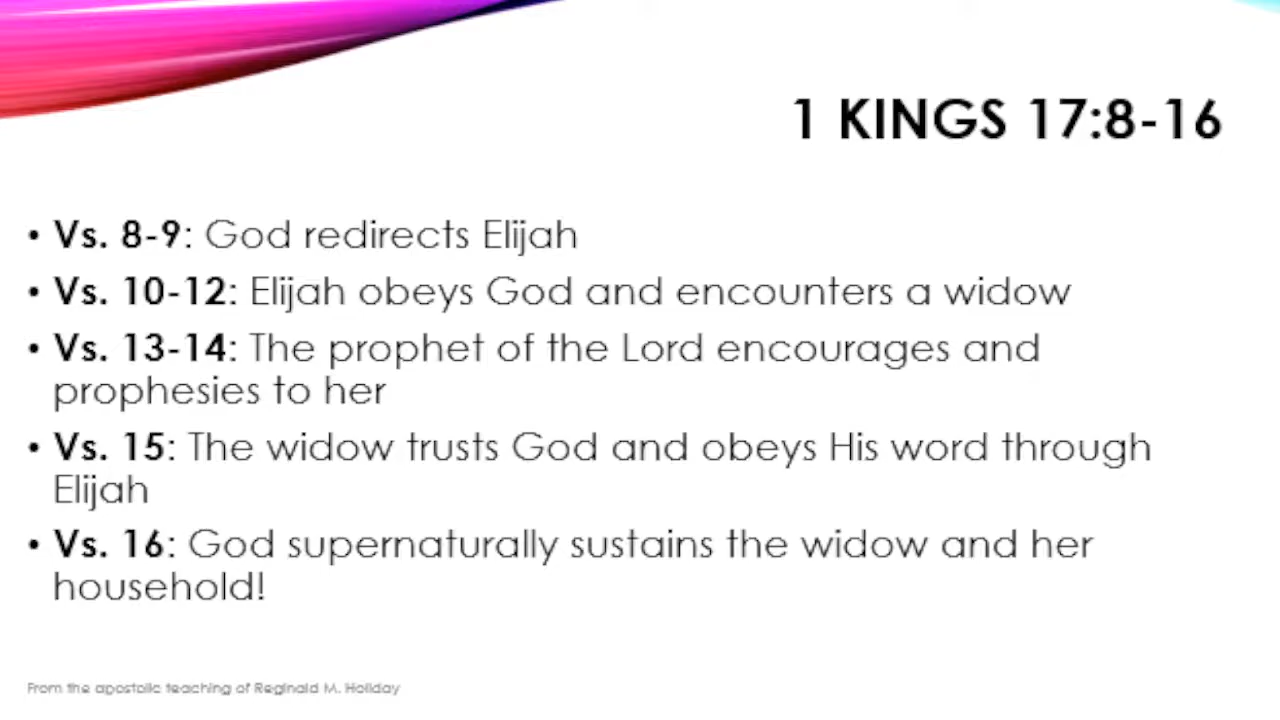 1 KINGS 17:8-16
• Vs. 8-9: God redirects Elijah
• Vs. 10-12: Elijah obeys God and encounters a widow
• Vs. 13-14: The prophet of the Lord encourages and
prophesies to her
• Vs. 15: The widow trusts God and obeys His word through
Elijah
• Vs. 16: God supernaturally sustains the widow and her
household!
From the apostolic teaching of Reginald M. Holiday